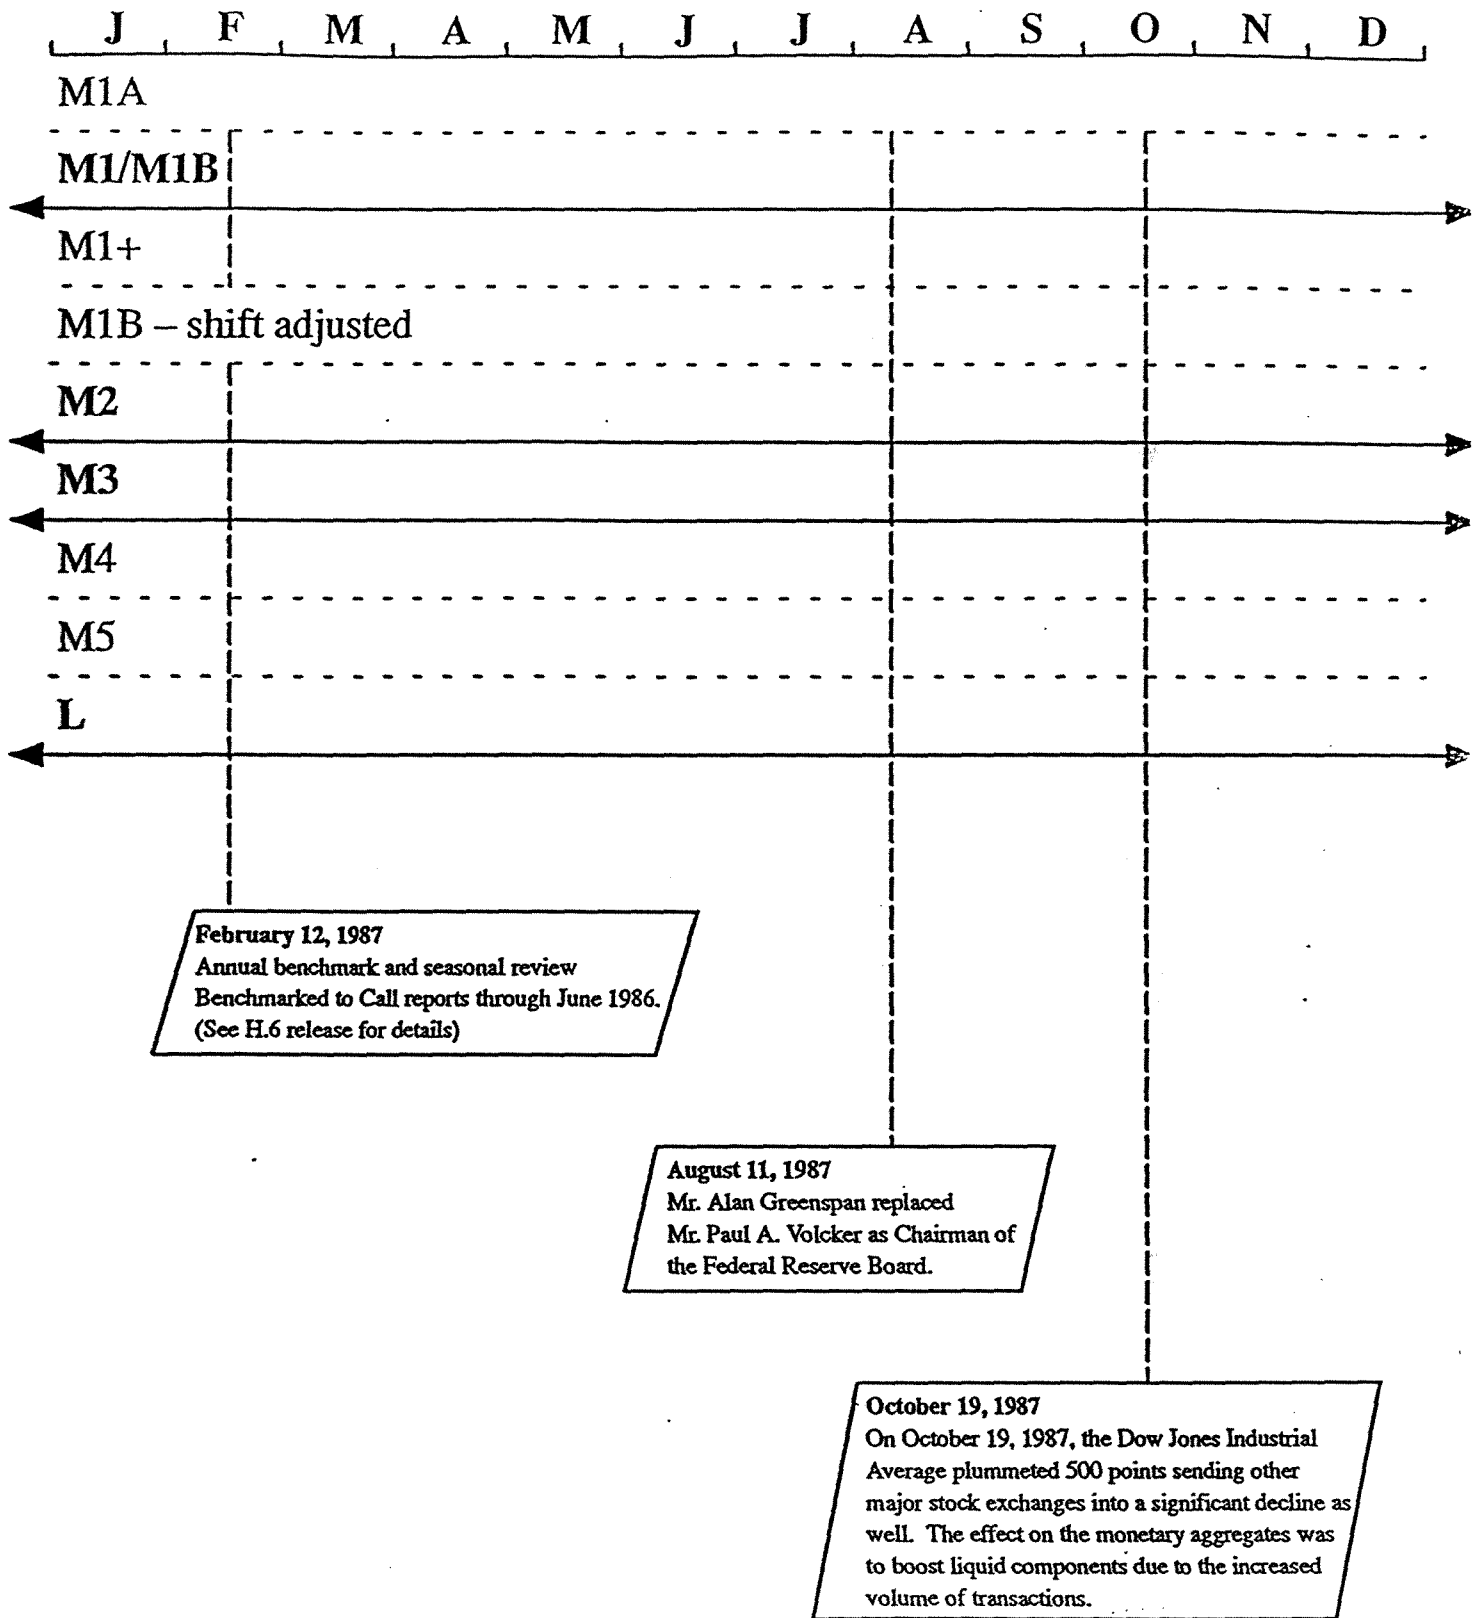 J F M A M J J A S O N D
M1A
M1/M1B
M1+
M1B – shift adjusted
M2
M3
M4
M5
L
February 12, 1987
Annual benchmark and seasonal review
Benchmarked to Call reports through June 1986.
(See H.6 release for details)
August 11, 1987
Mr. Alan Greenspan replaced
Mr. Paul A. Volcker as Chairman of
the Federal Reserve Board.
October 19, 1987
On October 19, 1987, the Dow Jones Industrial
Average plummeted 500 points sending other
major stock exchanges into a significant decline as
well. The effect on the monetary aggregates was
to boost liquid components due to the increased
volume of transactions.